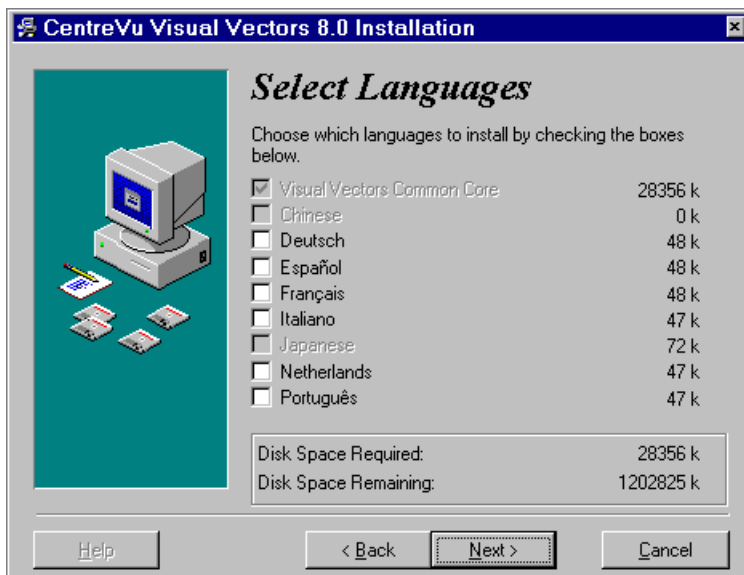 CentreVu Visual Vectors 8.0 Installation
Select Languages
Choose which languages to install by checking the boxes
below.
Visual Vectors Common Core 28356 k
Chinese 0 k
Deutsch 48 k
Español 48 k
Français 48 k
Italiano 47 k
Japanese 72 k
Netherlands 47 k
Português 47 k
Disk Space Required: 28356 k
Disk Space Remaining: 1202825 k
Help < Back Next > Cancel